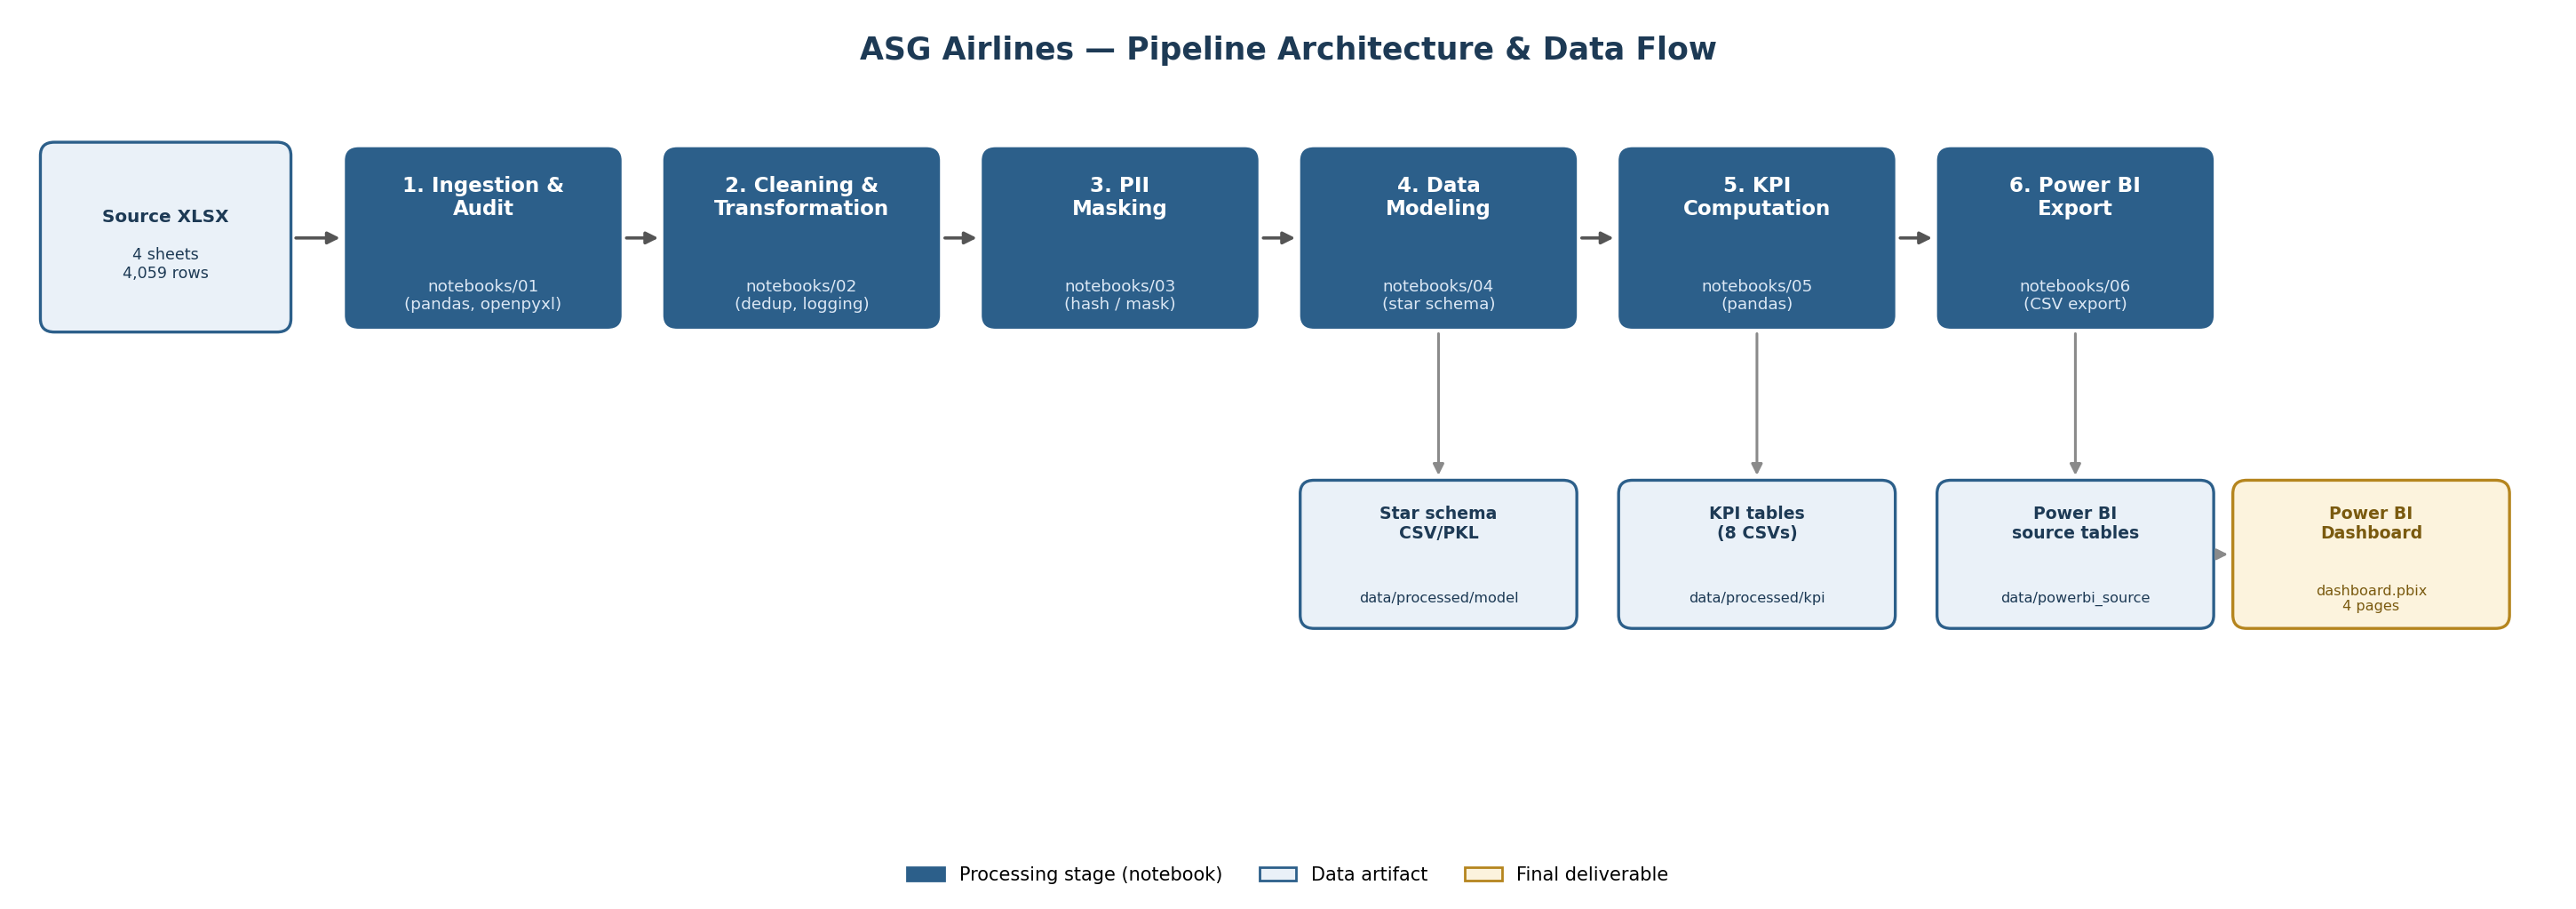 ASG Airlines — Pipeline Architecture & Data Flow
Source XLSX
4 sheets
4,059 rows
1. Ingestion &
Audit
notebooks/01
(pandas, openpyxl)
2. Cleaning &
Transformation
notebooks/02
(dedup, logging)
3. PII
Masking
notebooks/03
(hash / mask)
4. Data
Modeling
notebooks/04
(star schema)
5. KPI
Computation
notebooks/05
(pandas)
6. Power BI
Export
notebooks/06
(CSV export)
Star schema
CSV/PKL
data/processed/model
KPI tables
(8 CSVs)
data/processed/kpi
Power BI
source tables
data/powerbi_source
Power BI
Dashboard
dashboard.pbix
4 pages
Processing stage (notebook)
Data artifact
Final deliverable